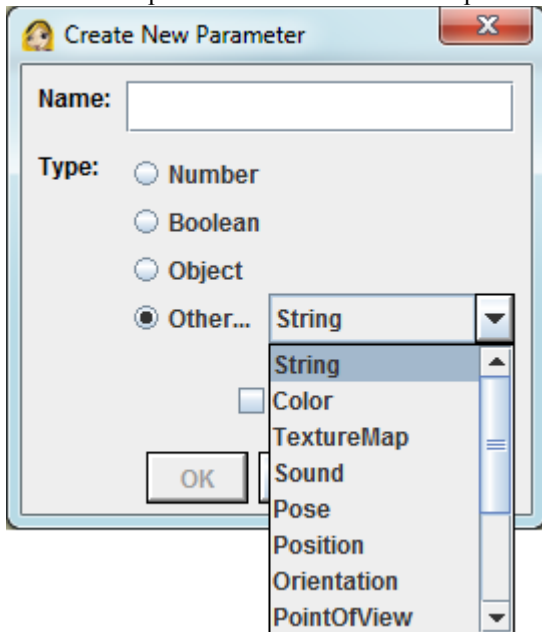 Create New Parameter
Name:
Type:
Number
Boolean
Object
Other... String
String
Color
TextureMap
Sound
OK
Pose
Position
Orientation
PointOfView